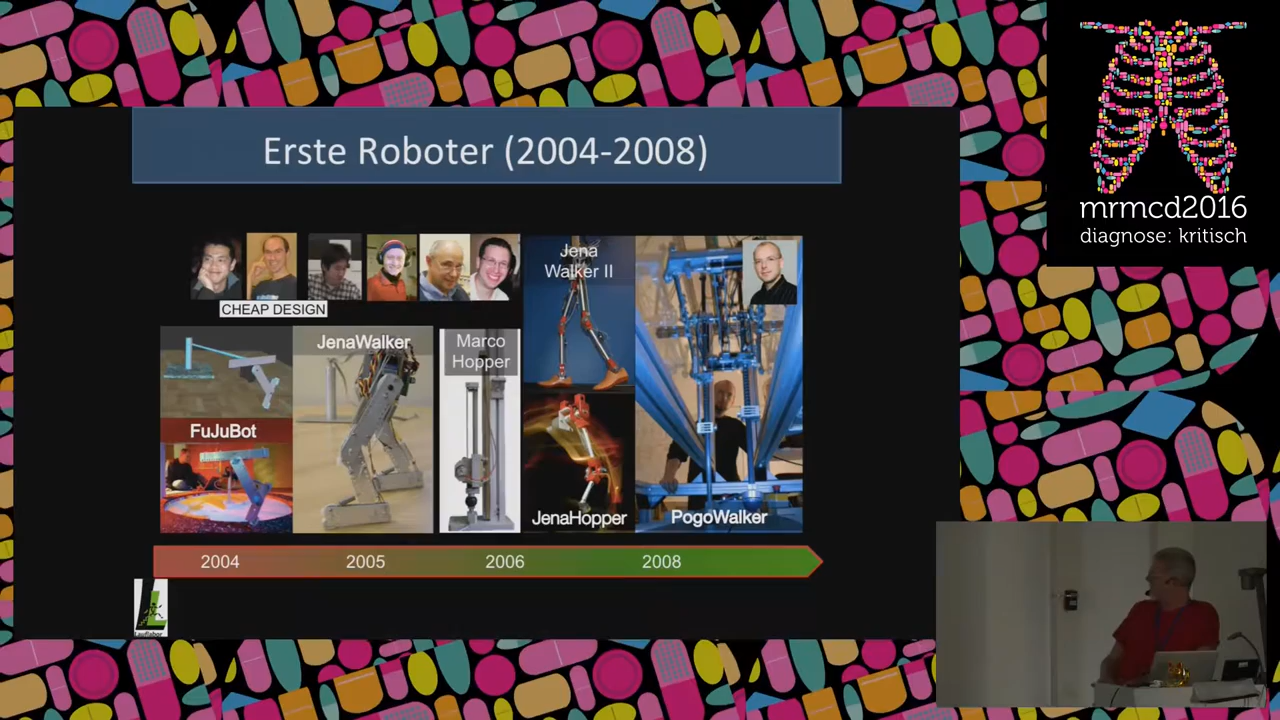 Erste Roboter (2004-2008)
CHEAP DESIGN
FuJuBot
JenaWalker
Marco
Hopper
Jena
Walker II
JenaHopper
PogoWalker
2004
2005
2006
2008
Lauflabor
mrmcd2016
diagnose: kritisch